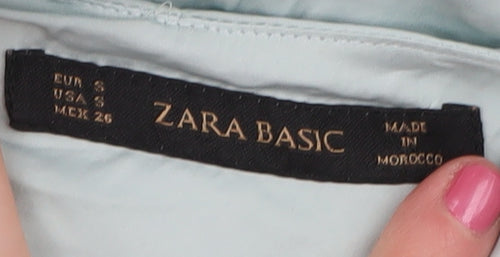 EUR S
USA S
MEX 26
ZARA BASIC
MADE
IN
MOROCCO